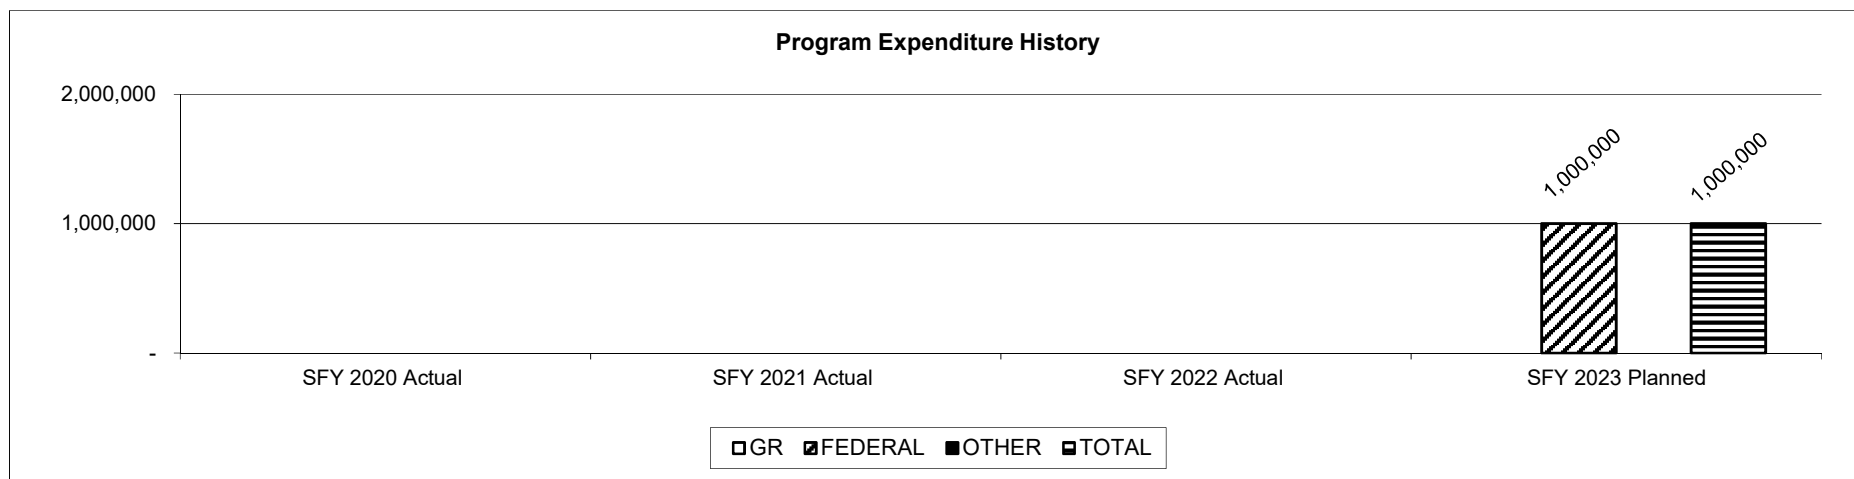 Program Expenditure History
2,000,000
1,000,000
-
1,000,000
1,000,000
SFY 2020 Actual
SFY 2021 Actual
SFY 2022 Actual
SFY 2023 Planned
GR FEDERAL OTHER TOTAL